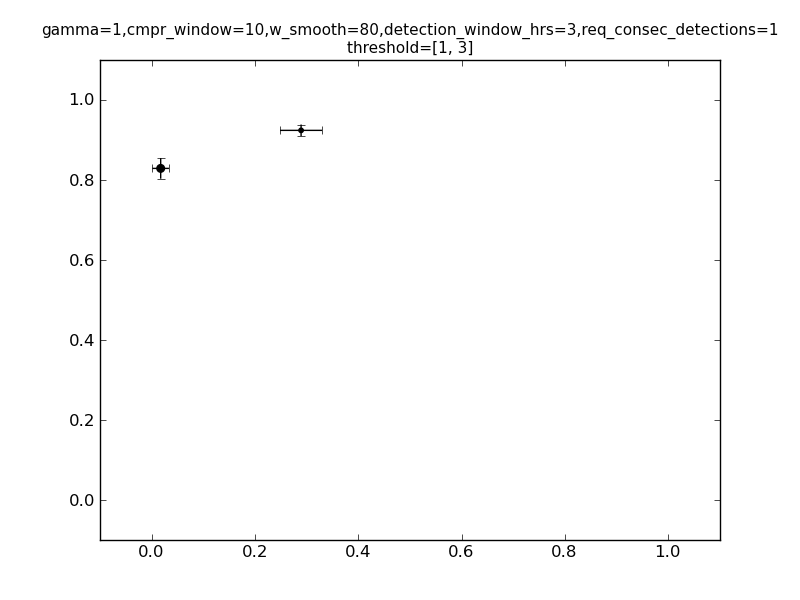 gamma=1,cmpr_window=10,w_smooth=80,detection_window_hrs=3,req_consec_detections=1
threshold=[1, 3]
1.0
0.8
0.6
0.4
0.2
0.0
0.0 0.2 0.4 0.6 0.8 1.0